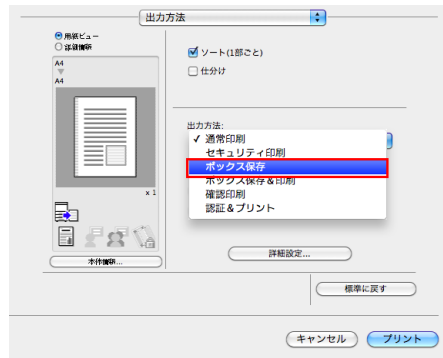 出力方法
用紙ビュー
部数情報
A4
A4
x 1
本体情報...
ソート(1部ごと)
仕分け
出力方法:
✓ 通常印刷
セキュリティ印刷
ボックス保存
ボックス保存&印刷
確認印刷
認証&プリント
詳細設定...
標準に戻す
キャンセル
プリント